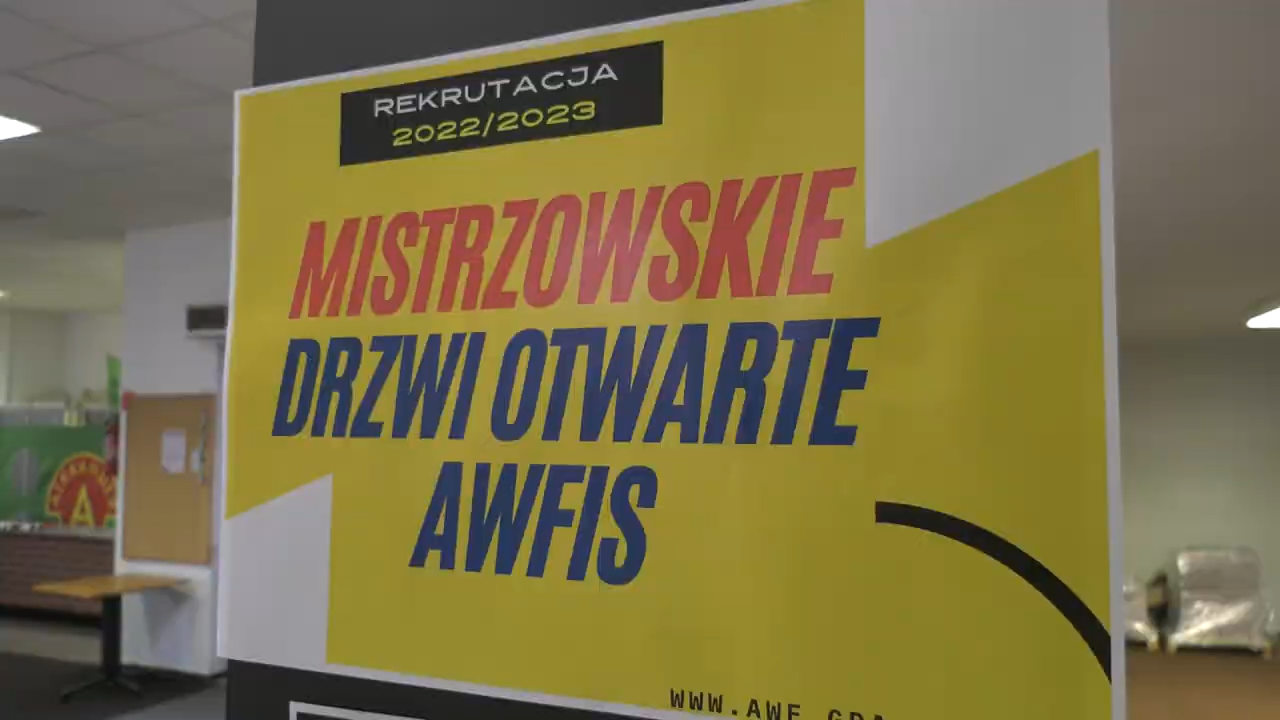 REKRUTACJA
2022/2023
MISTRZOWSKIE
DRZWI OTWARTE
AWFIS